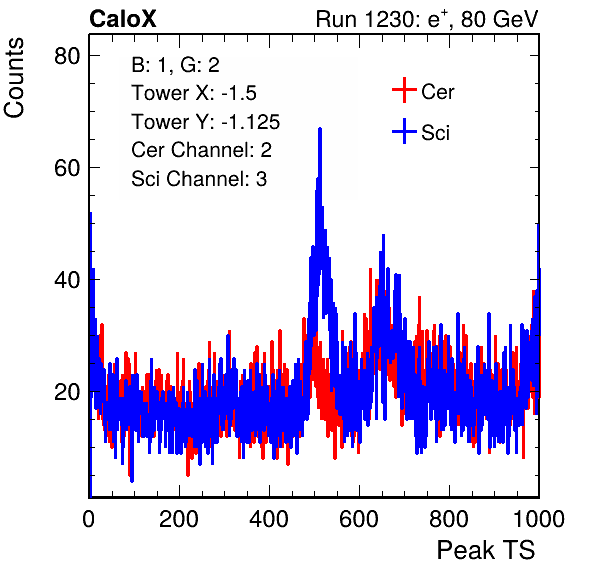 CaloX
Run 1230: e+, 80 GeV
Counts
B: 1, G: 2
Tower X: -1.5
Tower Y: -1.125
Cer Channel: 2
Sci Channel: 3
Cer
Sci
80
60
40
20
0 200 400 600 800 1000
Peak TS